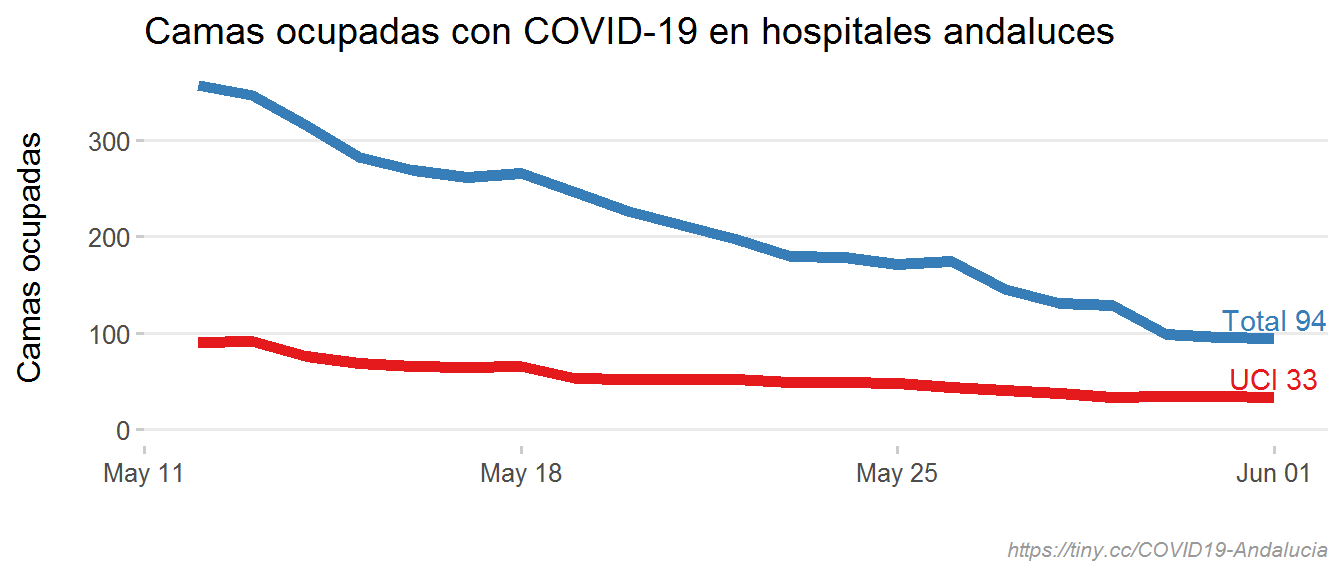 Camas ocupadas con COVID-19 en hospitales andaluces
Camas ocupadas
300
200
100
0
Total 94
UCI 33
May 11
May 18
May 25
Jun 01
https://tiny.cc/COVID19-Andalucia